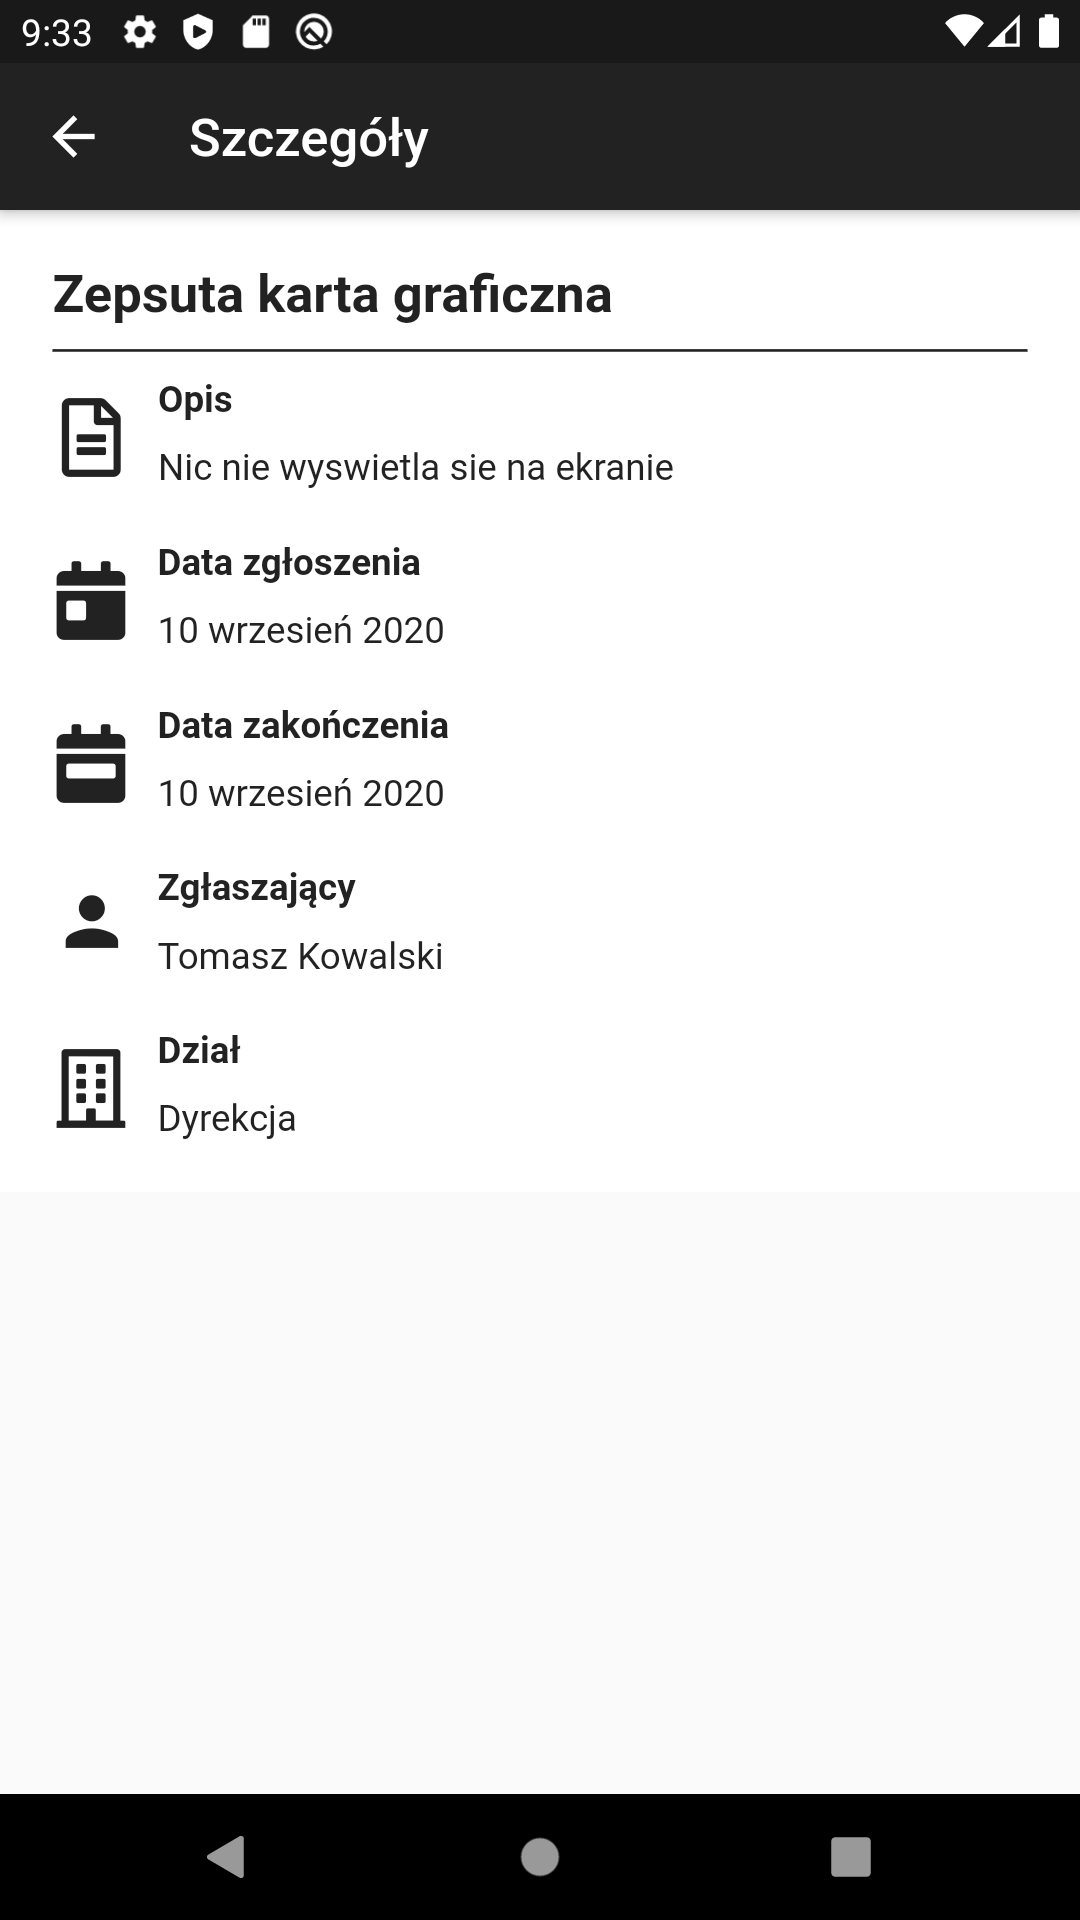 9:33
Szczegóły
Zepsuta karta graficzna
Opis
Nic nie wyswietla sie na ekranie
Data zgłoszenia
10 wrzesień 2020
Data zakończenia
10 wrzesień 2020
Zgłaszający
Tomasz Kowalski
Dział
Dyrekcja